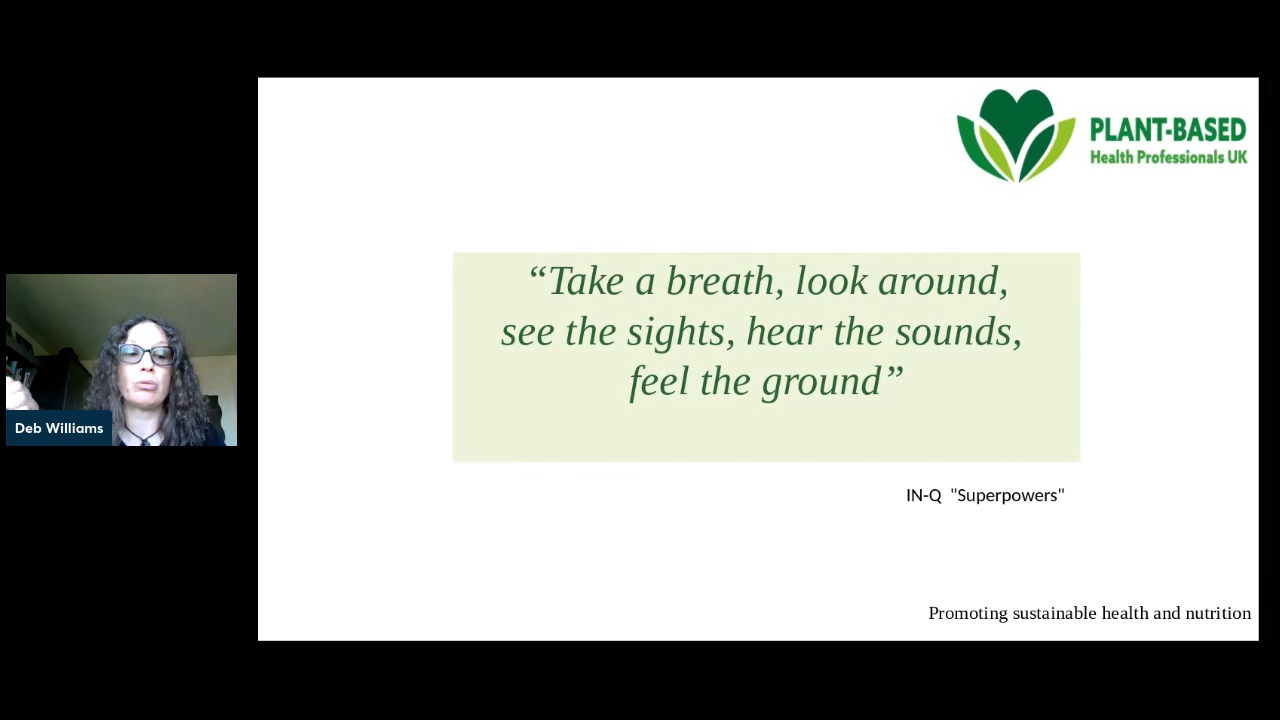 PLANT-BASED
Health Professionals UK
“Take a breath, look around,
see the sights, hear the sounds,
feel the ground”
Deb Williams
IN-Q "Superpowers"
Promoting sustainable health and nutrition